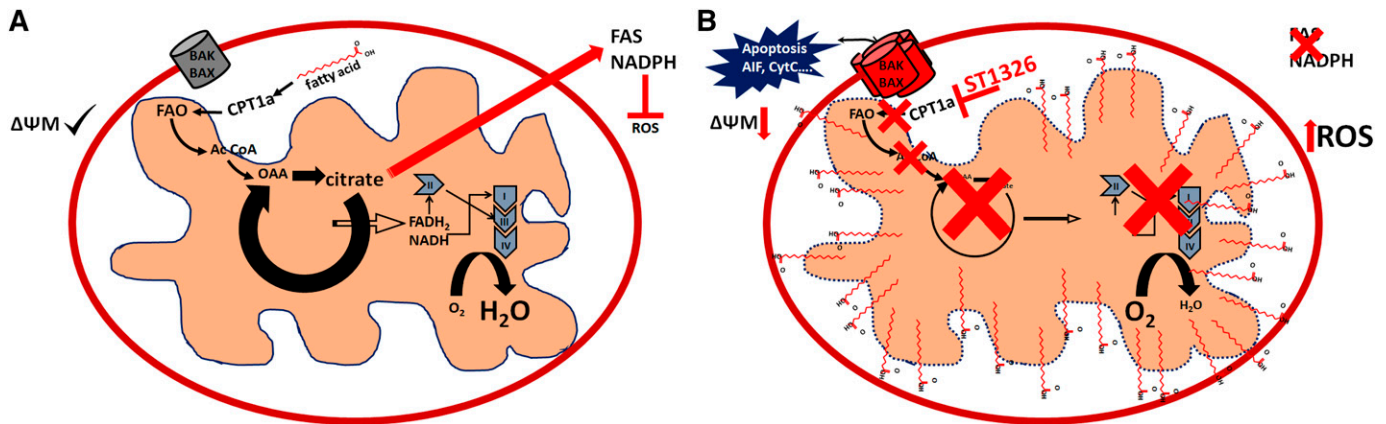 A
BAK
BAX
OH
O
fatty acid
CPT1a
FAO
ΔΨM
Ac CoA
OAA
citrate
FAS
NADPH
ROS
II
I
III
IV
FADH2
NADH
O2
H2O
B
Apoptosis
AIF, CytC....
BAK
BAX
ST1326
CPT1a
FAO
ΔΨM
FAS
NADPH
ROS
II
I
IV
O2
H2O